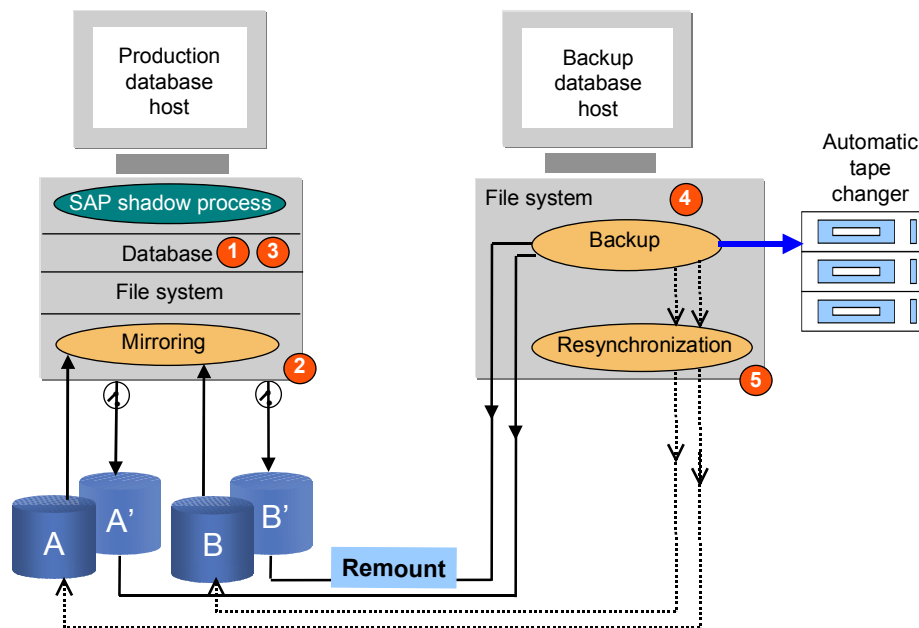 Production
database
host
Backup
database
host
Automatic
tape
changer
SAP shadow process
File system
4
Database 1 3
Backup
File system
Mirroring
Resynchronization
2
5
A
A’
B
B’
Remount